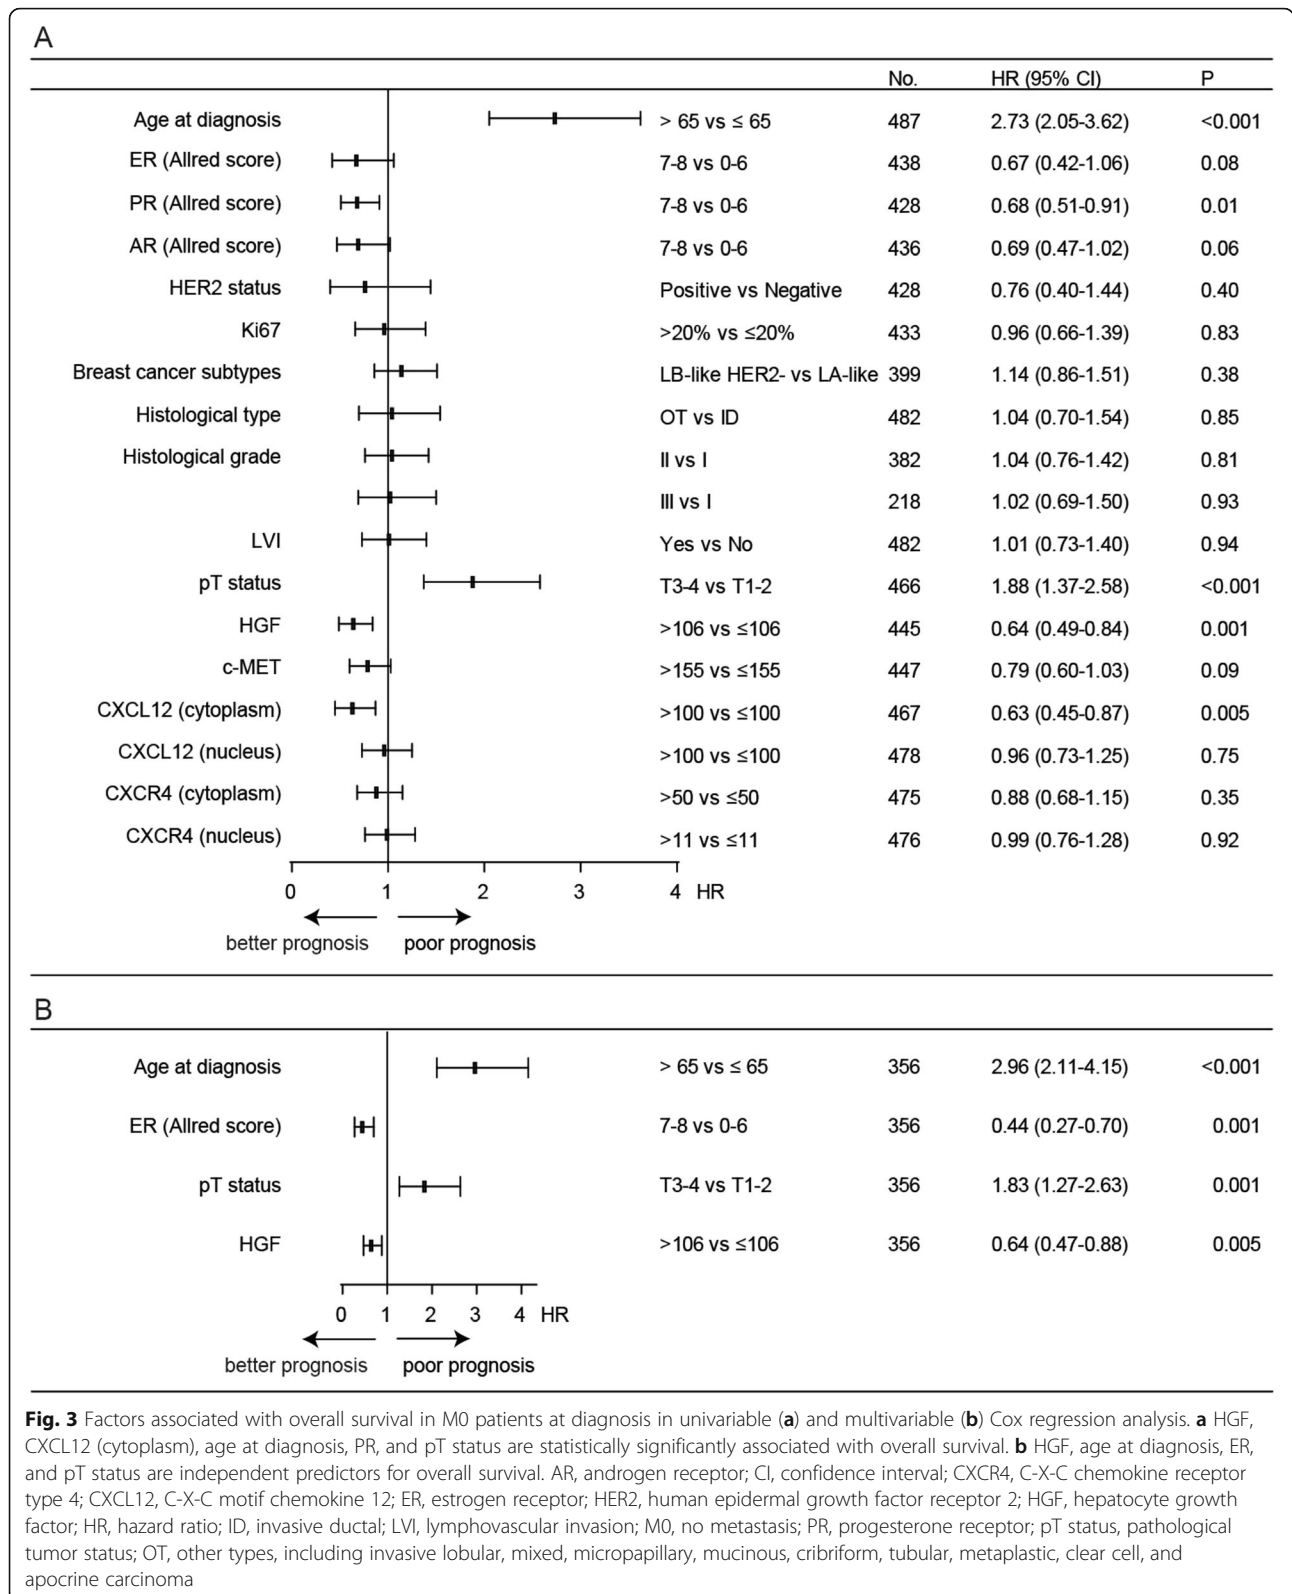 A
No. HR (95% CI) P
Age at diagnosis > 65 vs ≤ 65 487 2.73 (2.05-3.62) <0.001
ER (Allred score) 7-8 vs 0-6 438 0.67 (0.42-1.06) 0.08
PR (Allred score) 7-8 vs 0-6 428 0.68 (0.51-0.91) 0.01
AR (Allred score) 7-8 vs 0-6 436 0.69 (0.47-1.02) 0.06
HER2 status Positive vs Negative 428 0.76 (0.40-1.44) 0.40
Ki67 >20% vs ≤20% 433 0.96 (0.66-1.39) 0.83
Breast cancer subtypes LB-like HER2- vs LA-like 399 1.14 (0.86-1.51) 0.38
Histological type OT vs ID 482 1.04 (0.70-1.54) 0.85
Histological grade II vs I 382 1.04 (0.76-1.42) 0.81
III vs I 218 1.02 (0.69-1.50) 0.93
LVI Yes vs No 482 1.01 (0.73-1.40) 0.94
pT status T3-4 vs T1-2 466 1.88 (1.37-2.58) <0.001
HGF >106 vs ≤106 445 0.64 (0.49-0.84) 0.001
c-MET >155 vs ≤155 447 0.79 (0.60-1.03) 0.09
CXCL12 (cytoplasm) >100 vs ≤100 467 0.63 (0.45-0.87) 0.005
CXCL12 (nucleus) >100 vs ≤100 478 0.96 (0.73-1.25) 0.75
CXCR4 (cytoplasm) >50 vs ≤50 475 0.88 (0.68-1.15) 0.35
CXCR4 (nucleus) >11 vs ≤11 476 0.99 (0.76-1.28) 0.92
0 1 2 3 4 HR
better prognosis poor prognosis
B
Age at diagnosis > 65 vs ≤ 65 356 2.96 (2.11-4.15) <0.001
ER (Allred score) 7-8 vs 0-6 356 0.44 (0.27-0.70) 0.001
pT status T3-4 vs T1-2 356 1.83 (1.27-2.63) 0.001
HGF >106 vs ≤106 356 0.64 (0.47-0.88) 0.005
0 1 2 3 4 HR
better prognosis poor prognosis
Fig. 3 Factors associated with overall survival in M0 patients at diagnosis in univariable (a) and multivariable (b) Cox regression analysis. a HGF,
CXCL12 (cytoplasm), age at diagnosis, PR, and pT status are statistically significantly associated with overall survival. b HGF, age at diagnosis, ER,
and pT status are independent predictors for overall survival. AR, androgen receptor; CI, confidence interval; CXCR4, C-X-C chemokine receptor
type 4; CXCL12, C-X-C motif chemokine 12; ER, estrogen receptor; HER2, human epidermal growth factor receptor 2; HGF, hepatocyte growth
factor; HR, hazard ratio; ID, invasive ductal; LVI, lymphovascular invasion; M0, no metastasis; PR, progesterone receptor; pT status, pathological
tumor status; OT, other types, including invasive lobular, mixed, micropapillary, mucinous, cribriform, tubular, metaplastic, clear cell, and
apocrine carcinoma